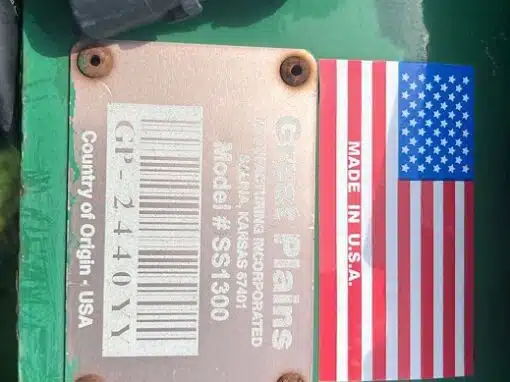 Great Plains
MANUFACTURING INCORPORATED
SALINA, KANSAS 67401
Model # SS1300
GP-2440YY
Country of Origin - USA
MADE IN U.S.A.